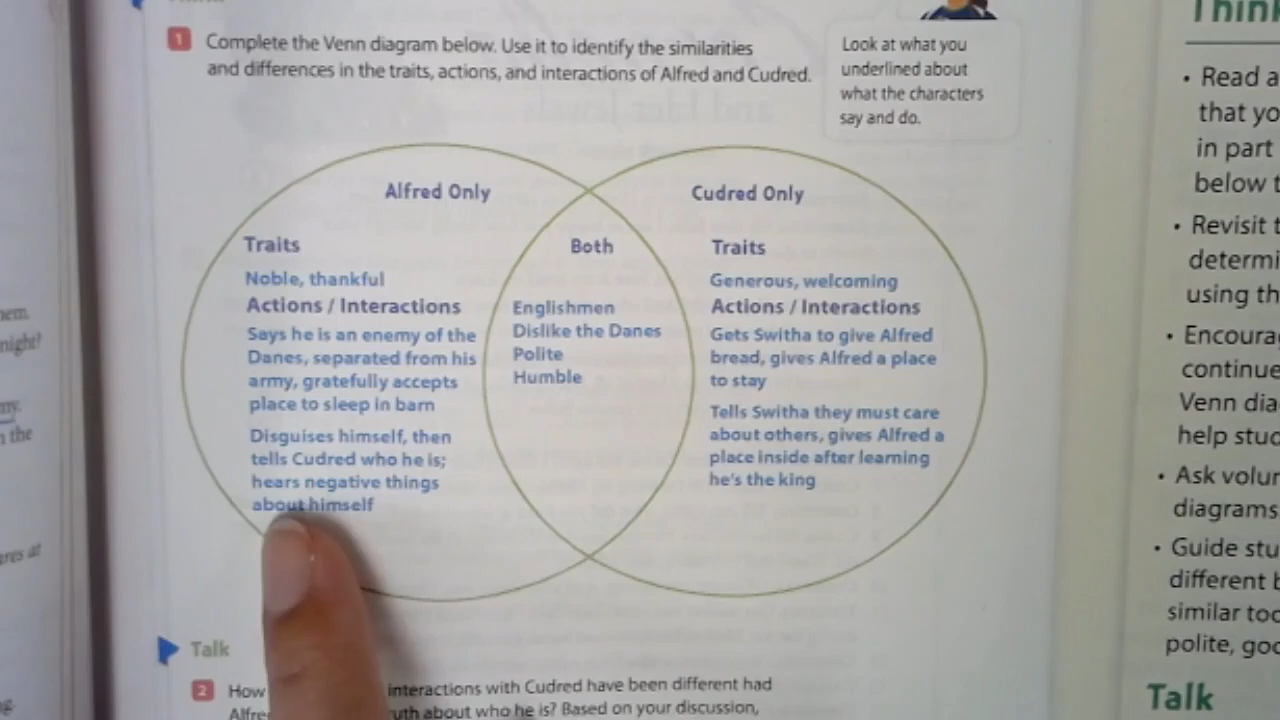 1 Complete the Venn diagram below. Use it to identify the similarities
and differences in the traits, actions, and interactions of Alfred and Cudred.
Look at what you
underlined about
what the characters
say and do.
Alfred Only
Traits
Noble, thankful
Actions / Interactions
Says he is an enemy of the
Danes, separated from his
army, gratefully accepts
place to sleep in barn
Disguises himself, then
tells Cudred who he is;
hears negative things
about himself
Both
Englishmen
Dislike the Danes
Polite
Humble
Cudred Only
Traits
Generous, welcoming
Actions / Interactions
Gets Switha to give Alfred
bread, gives Alfred a place
to stay
Tells Switha they must care
about others, gives Alfred a
place inside after learning
he's the king
Talk
2 How interactions with Cudred have been different had
about who he is? Based on your discussion,
night?
the
at
Think
• Read a
that yo
in part
below t
• Revisit t
determi
using th
• Encoura
continue
Venn dia
help stud
• Ask volun
diagrams
• Guide stu
different b
similar too
polite, goo
Talk